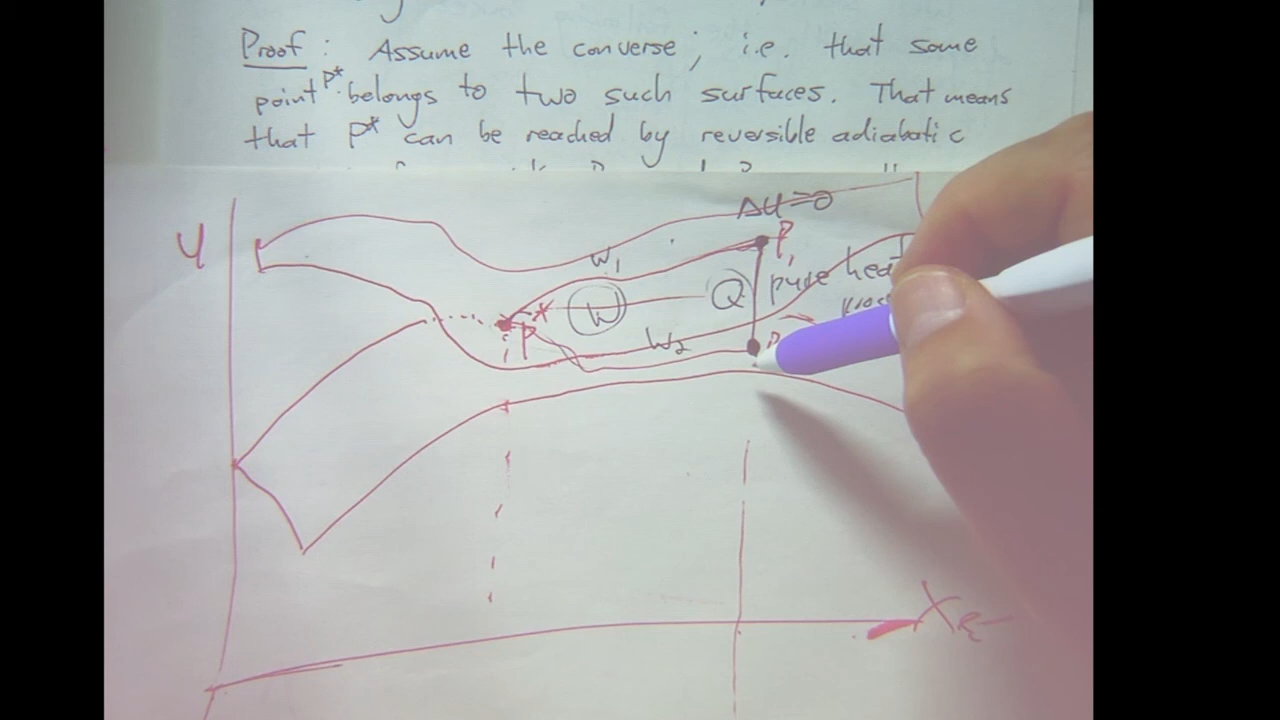 Proof : Assume the converse; i.e. that some
point P* belongs to two such surfaces. That means
that P* can be reached by reversible adiabatic
ΔU=0
U
W1
P1
Q
pure heat
P*
W
W2
P
XE